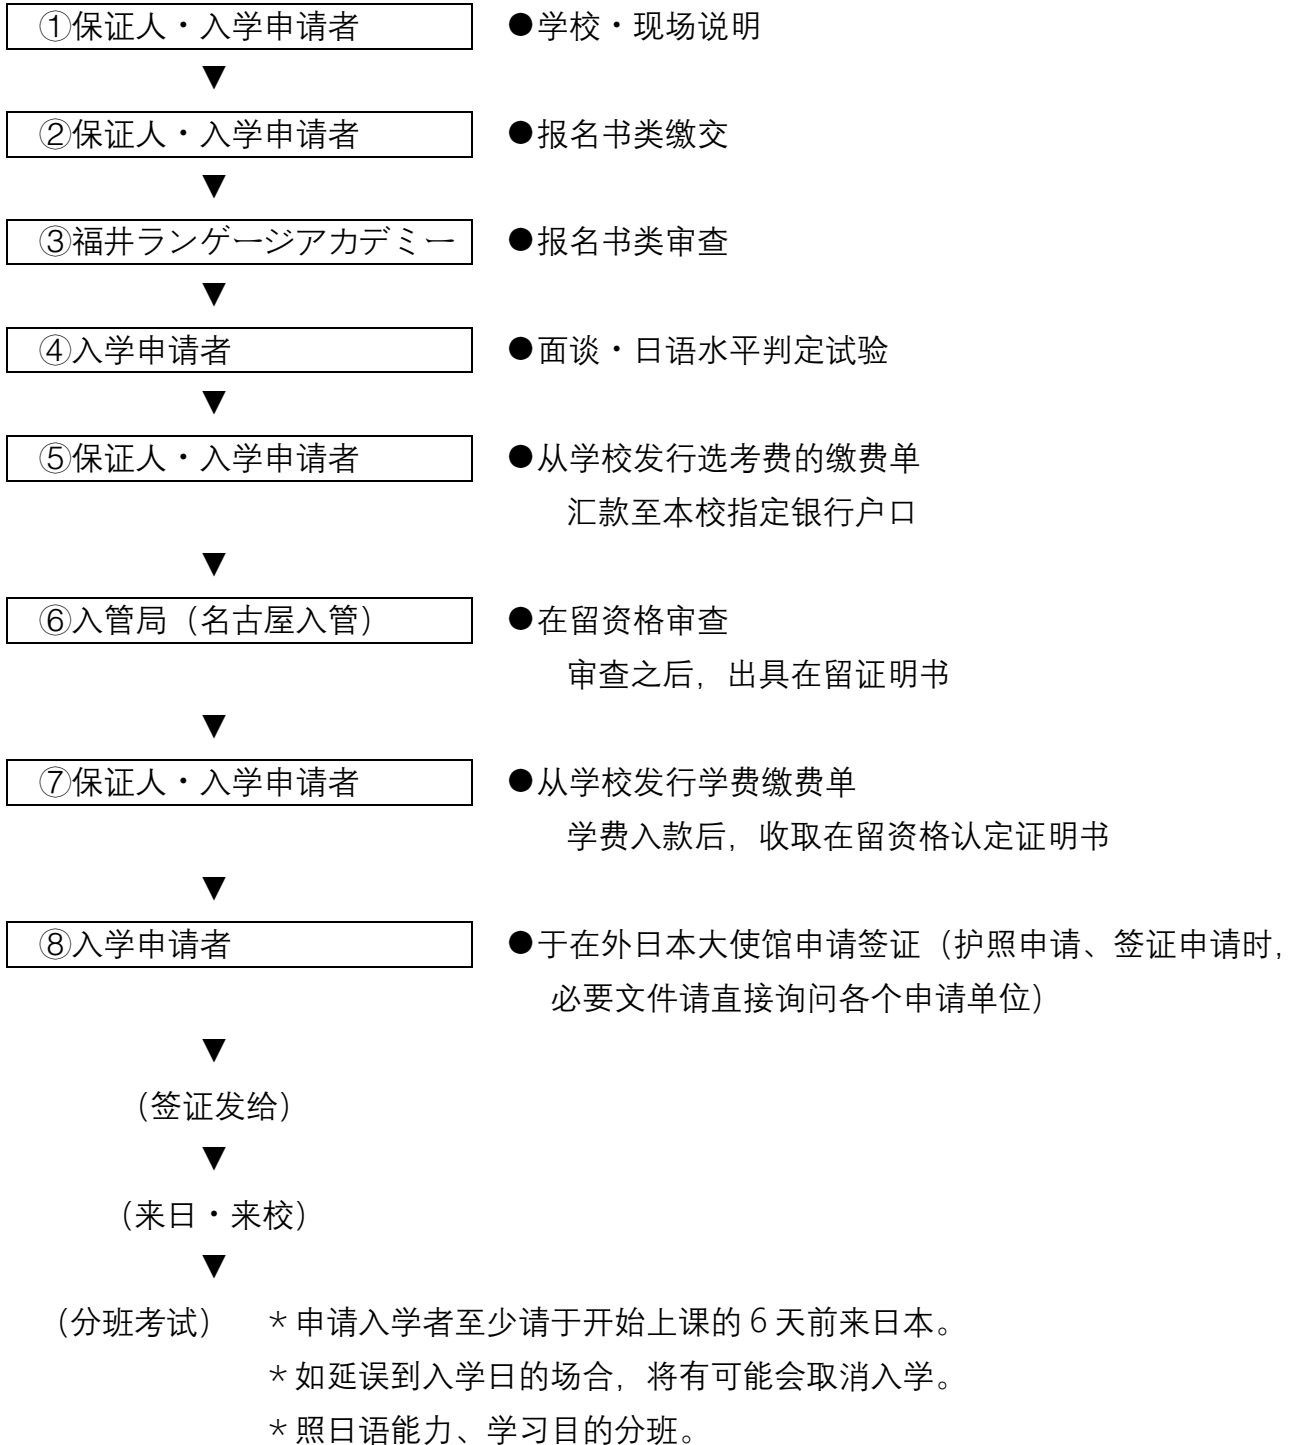 ①保证人・入学申请者 ●学校・现场说明
▼
②保证人・入学申请者 ●报名书类缴交
▼
③福井ランゲージアカデミー ●报名书类审查
▼
④入学申请者 ●面谈・日语水平判定试验
▼
⑤保证人・入学申请者 ●从学校发行选考费的缴费单
汇款至本校指定银行户口
▼
⑥入管局（名古屋入管） ●在留资格审查
审查之后，出具在留证明书
▼
⑦保证人・入学申请者 ●从学校发行学费缴费单
学费入款后，收取在留资格认定证明书
▼
⑧入学申请者 ●于在外日本大使馆申请签证（护照申请、签证申请时，
必要文件请直接询问各个申请单位）
▼
（签证发给）
▼
（来日・来校）
▼
（分班考试） ＊申请入学者至少请于开始上课的６天前来日本。
＊如延误到入学日的场合，将有可能会取消入学。
＊照日语能力、学习目的分班。